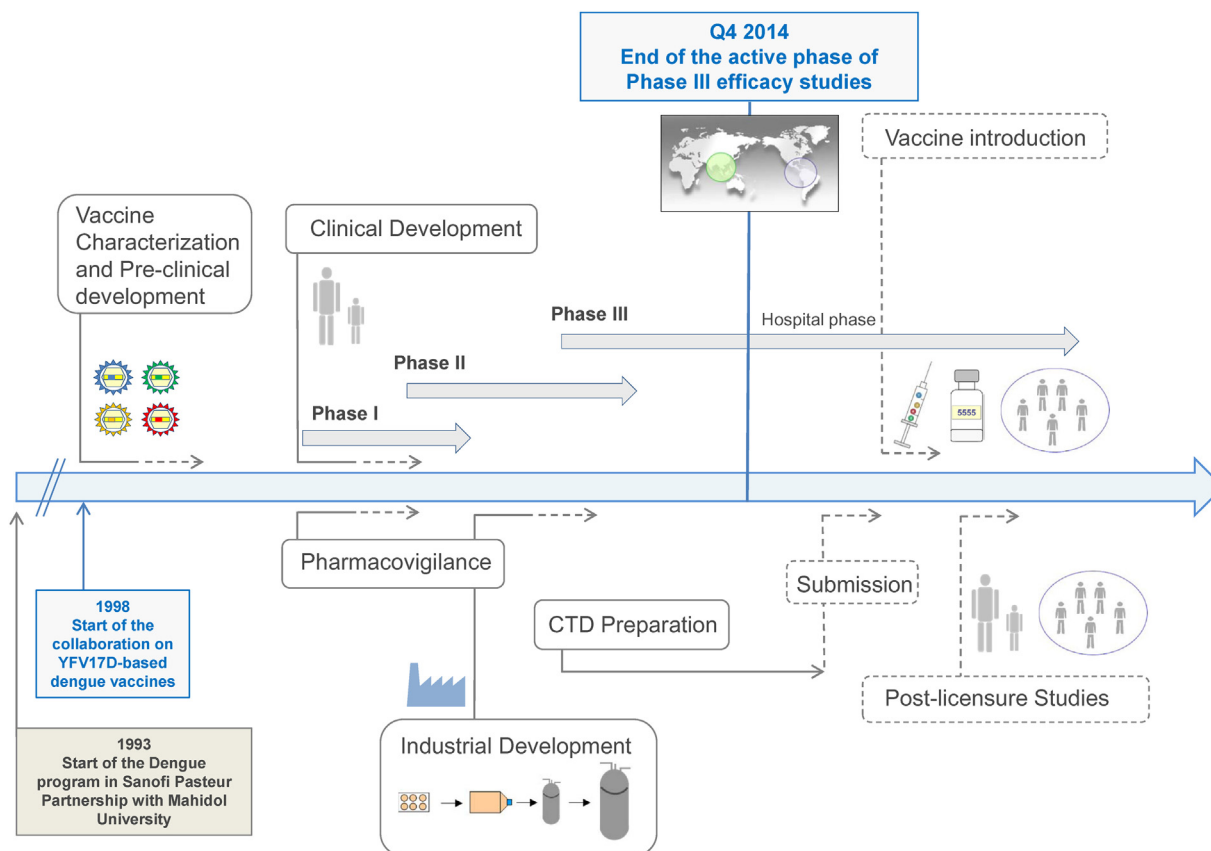 Q4 2014
End of the active phase of
Phase III efficacy studies
Vaccine introduction
Vaccine
Characterization
and Pre-clinical
development
Clinical Development
Phase III
Hospital phase
Phase II
Phase I
5555
Pharmacovigilance
Submission
1998
Start of the
collaboration on
YFV17D-based
dengue vaccines
CTD Preparation
Post-licensure Studies
1993
Start of the Dengue
program in Sanofi Pasteur
Partnership with Mahidol
University
Industrial Development